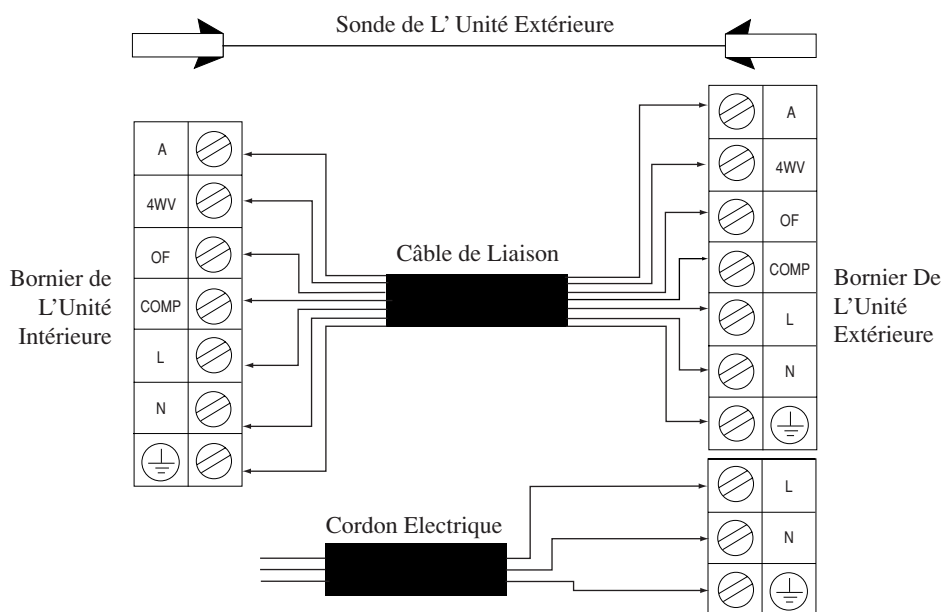 Sonde de L' Unité Extérieure
A
4WV
OF
COMP
L
N
Bornier de
L'Unité
Intérieure
Câble de Liaison
A
4WV
OF
COMP
L
N
Bornier De
L'Unité
Extérieure
Cordon Electrique
L
N